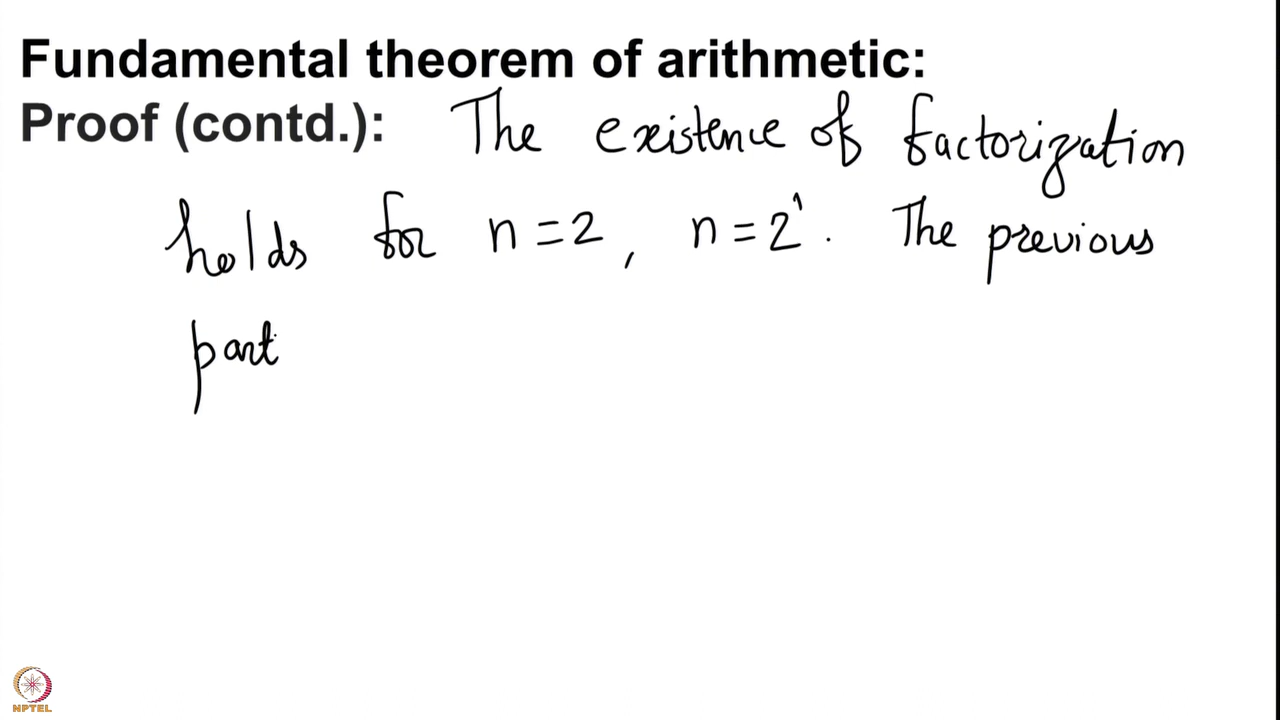 Fundamental theorem of arithmetic:
Proof (contd.): The existence of factorization
holds for n = 2 , n = 2¹. The previous
part
NPTEL